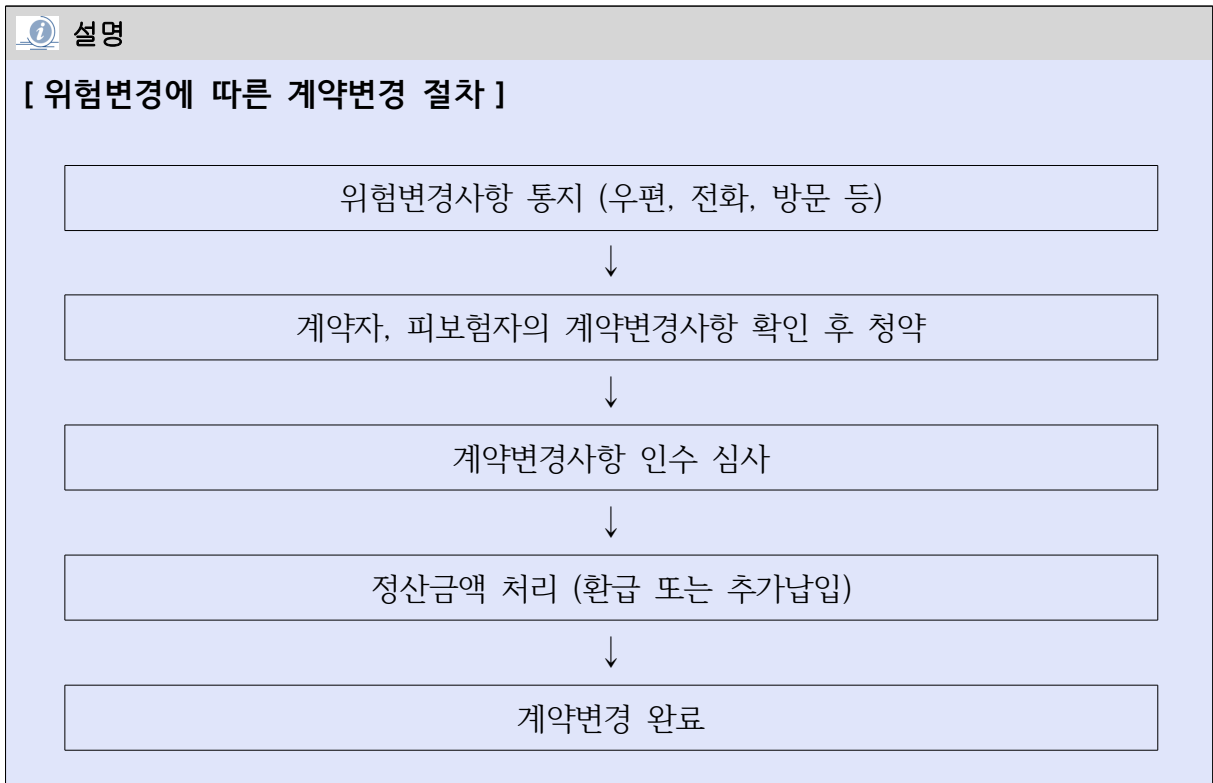 설명
[ 위험변경에 따른 계약변경 절차 ]
위험변경사항 통지 (우편, 전화, 방문 등)
↓
계약자, 피보험자의 계약변경사항 확인 후 청약
↓
계약변경사항 인수 심사
↓
정산금액 처리 (환급 또는 추가납입)
↓
계약변경 완료